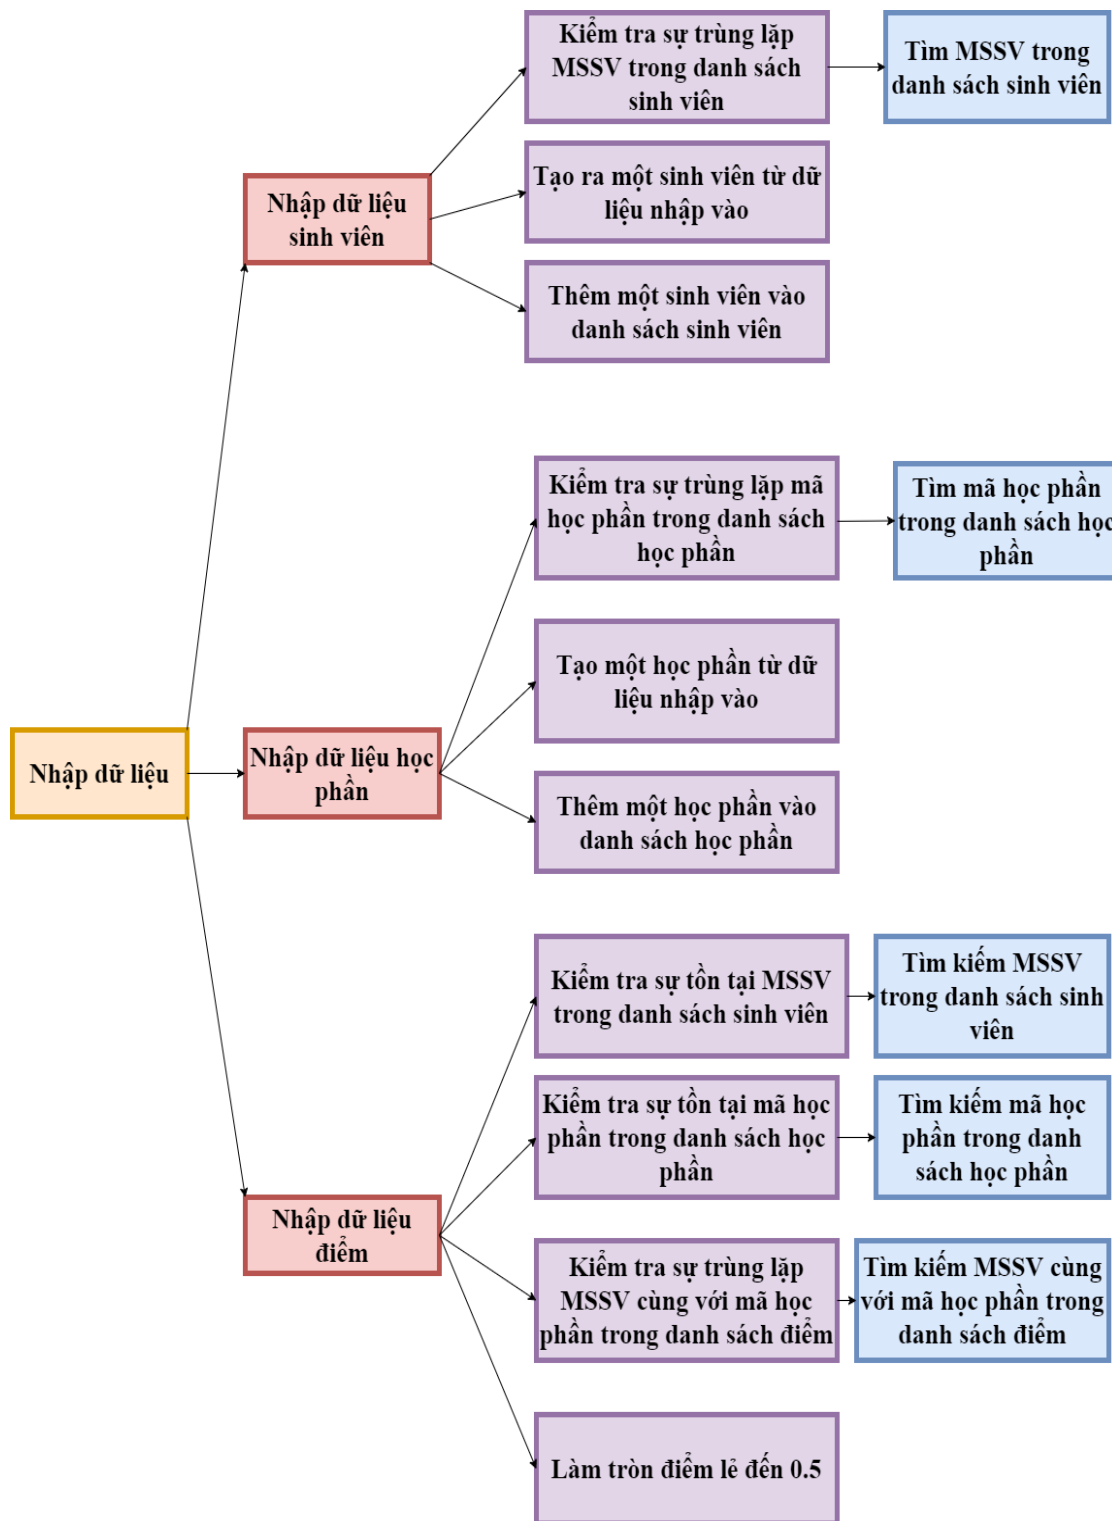 Kiểm tra sự trùng lặp
MSSV trong danh sách
sinh viên
Tìm MSSV trong
danh sách sinh viên
Tạo ra một sinh viên từ dữ
liệu nhập vào
Nhập dữ liệu
sinh viên
Thêm một sinh viên vào
danh sách sinh viên
Kiểm tra sự trùng lặp mã
học phần trong danh sách
học phần
Tìm mã học phần
trong danh sách học
phần
Tạo một học phần từ dữ
liệu nhập vào
Nhập dữ liệu
Nhập dữ liệu học
phần
Thêm một học phần vào
danh sách học phần
Kiểm tra sự tồn tại MSSV
trong danh sách sinh viên
Tìm kiếm MSSV
trong danh sách sinh
viên
Kiểm tra sự tồn tại mã học
phần trong danh sách học
phần
Tìm kiếm mã học
phần trong danh
sách học phần
Nhập dữ liệu
điểm
Kiểm tra sự trùng lặp
MSSV cùng với mã học
phần trong danh sách điểm
Tìm kiếm MSSV cùng
với mã học phần trong
danh sách điểm
Làm tròn điểm lẻ đến 0.5